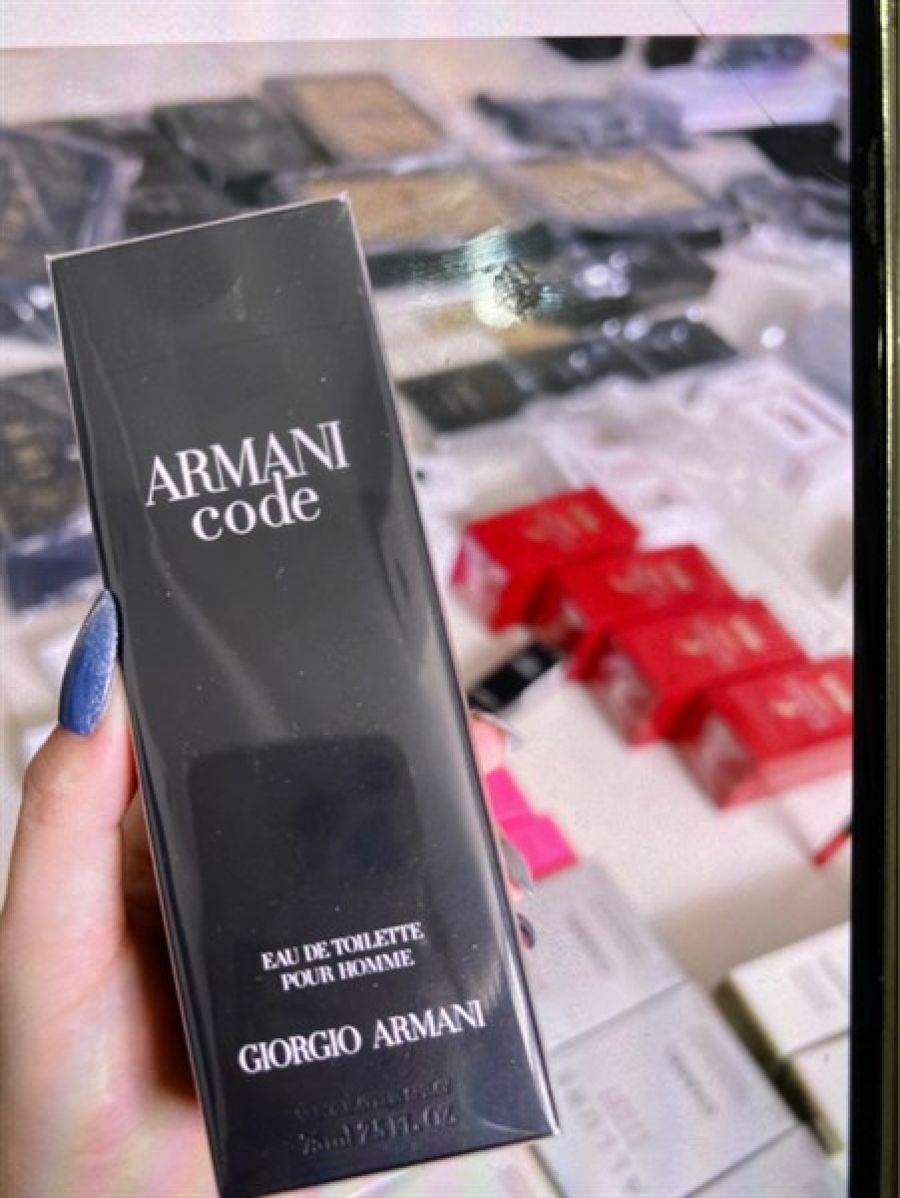 ARMANI
code
EAU DE TOILETTE
POUR HOMME
GIORGIO ARMANI